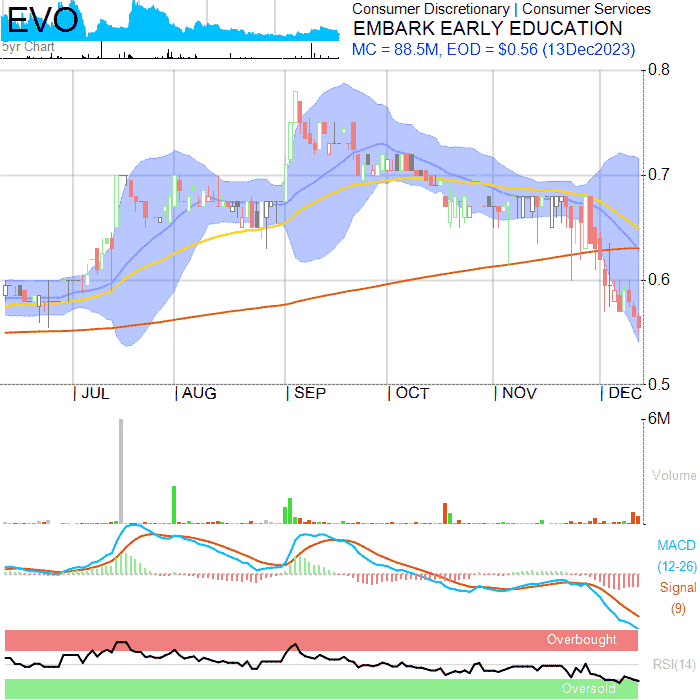 EVO
5yr Chart
Consumer Discretionary | Consumer Services
EMBARK EARLY EDUCATION
MC = 88.5M, EOD = $0.56 (13Dec2023)
0.8
0.7
0.6
0.5
| JUL | AUG | SEP | OCT | NOV | DEC
6M
Volume
MACD
(12-26)
Signal
(9)
Overbought
RSI(14)
Oversold